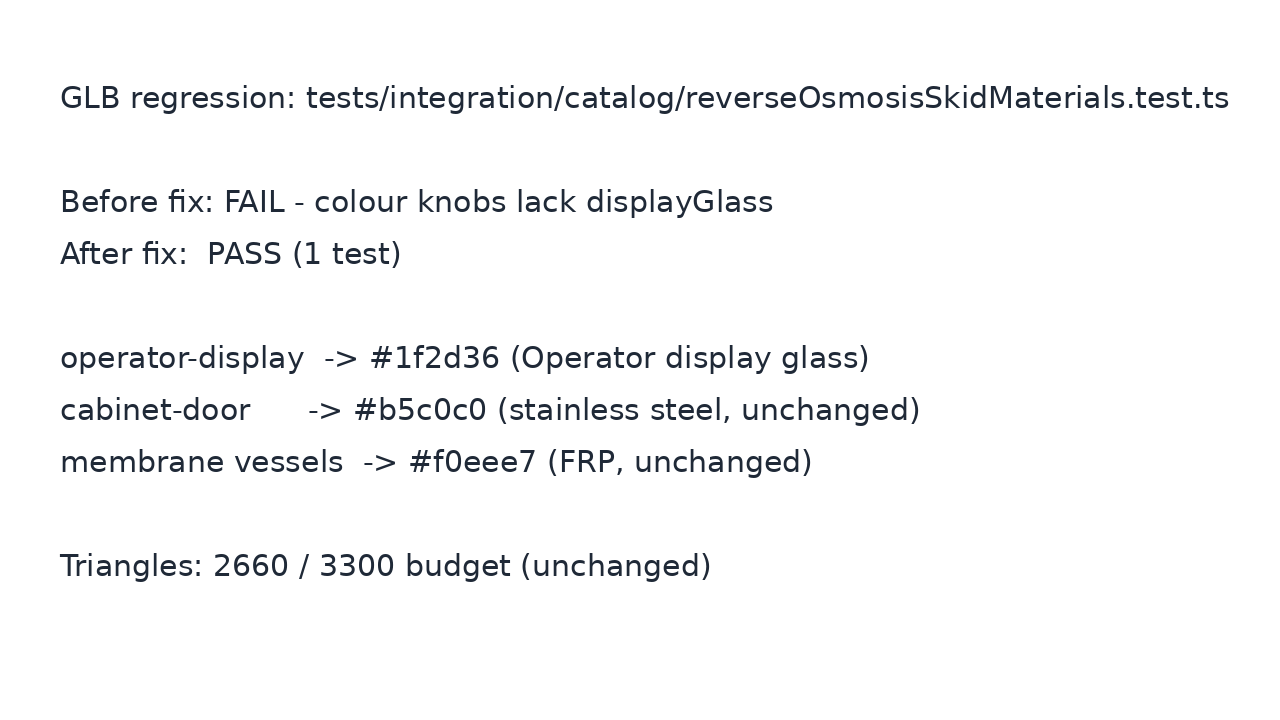 GLB regression: tests/integration/catalog/reverseOsmosisSkidMaterials.test.ts
Before fix: FAIL - colour knobs lack displayGlass
After fix:  PASS (1 test)
operator-display  -> #1f2d36 (Operator display glass)
cabinet-door      -> #b5c0c0 (stainless steel, unchanged)
membrane vessels  -> #f0eee7 (FRP, unchanged)
Triangles: 2660 / 3300 budget (unchanged)